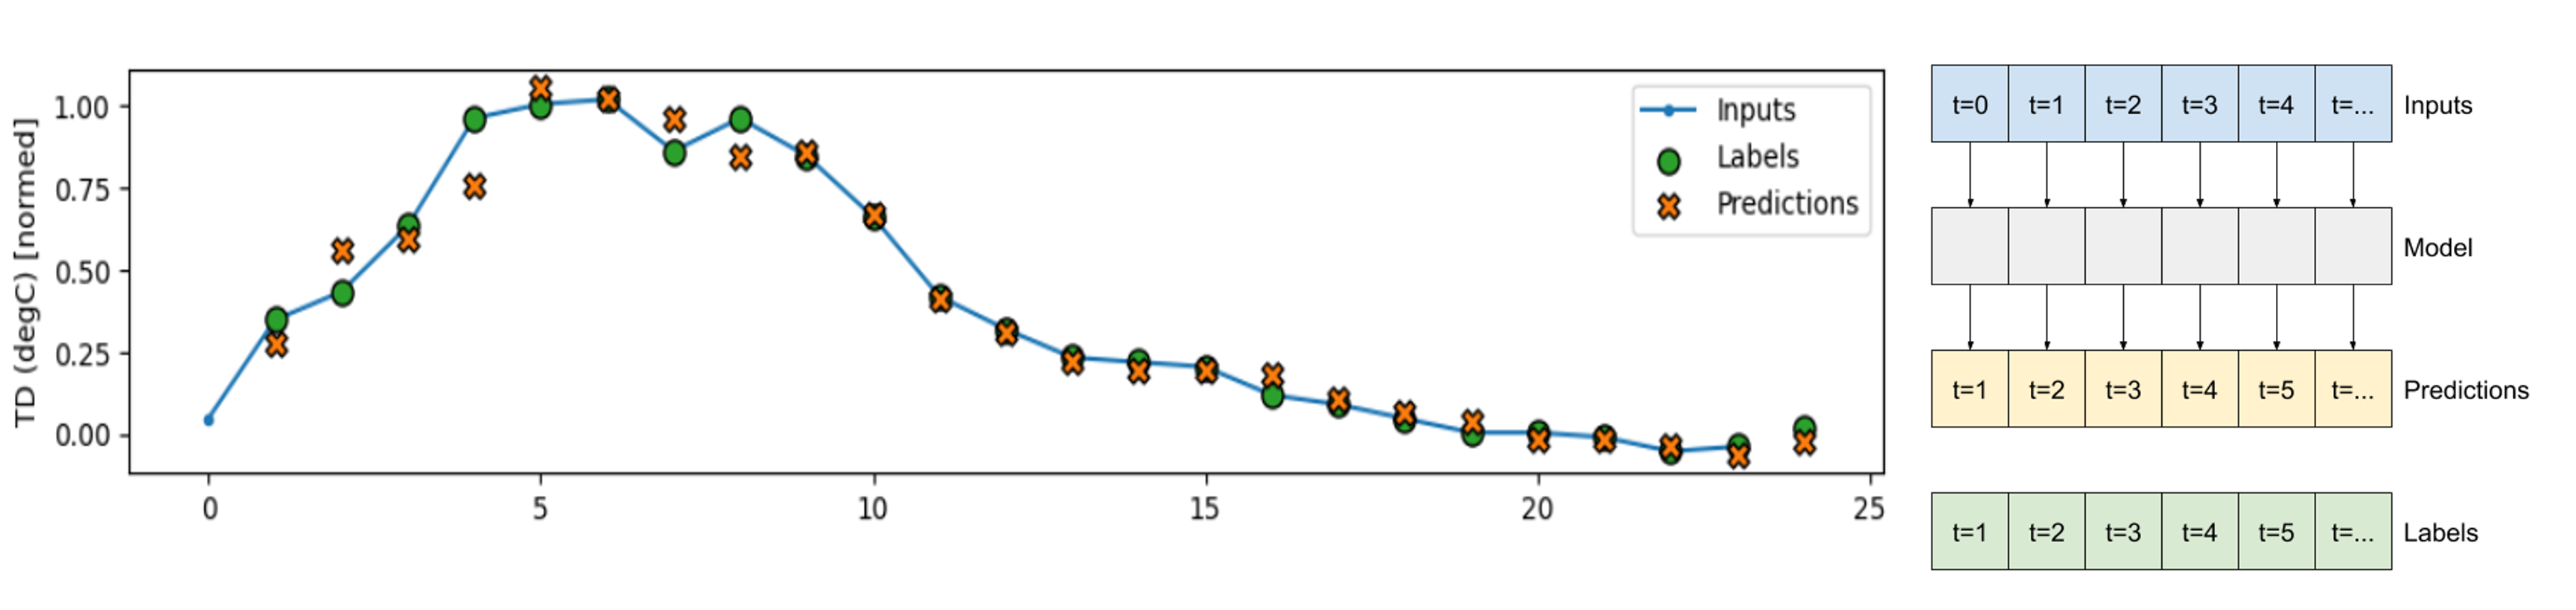 TD (degC) [normed]
1.00
0.75
0.50
0.25
0.00
0 5 10 15 20 25
Inputs
Labels
Predictions
t=0 t=1 t=2 t=3 t=4 t=... Inputs
Model
t=1 t=2 t=3 t=4 t=5 t=... Predictions
t=1 t=2 t=3 t=4 t=5 t=... Labels